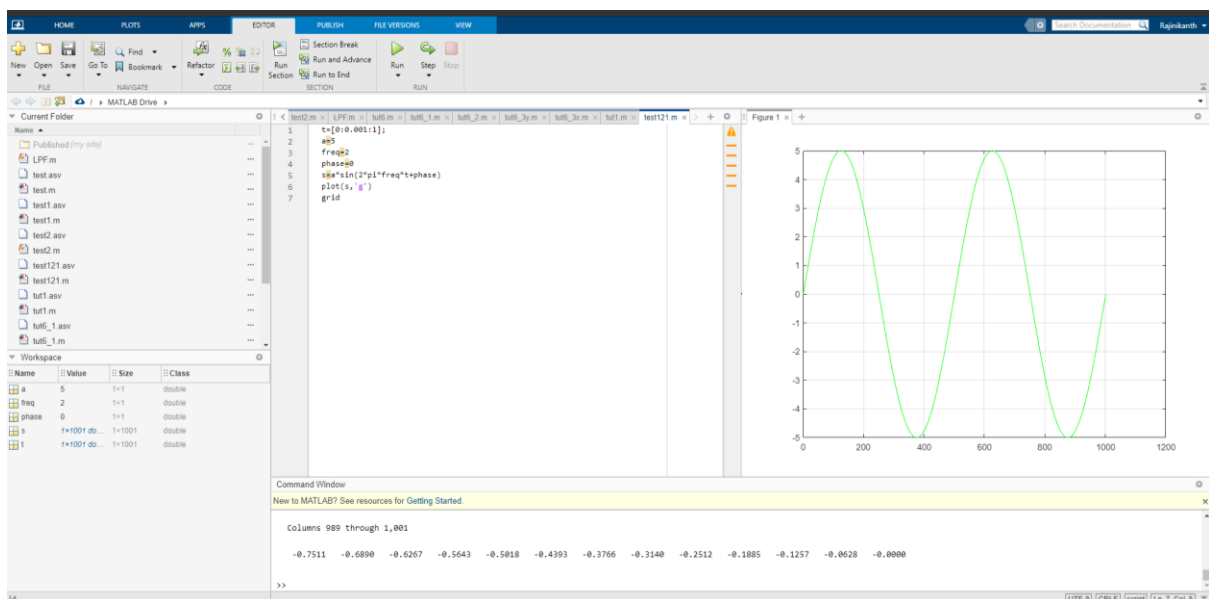 HOME PLOTS APPS EDITOR PUBLISH FILE VERSIONS VIEW Search Documentation Rajinikanth
New Open Save Go To Find Bookmark Refactor Run Section Section Break Run and Advance Run to End Run Step Stop
FILE NAVIGATE CODE SECTION RUN
/ MATLAB Drive
Current Folder
Name
Published (my site)
LPF.m
test.asv
test.m
test1.asv
test1.m
test2.asv
test2.m
test121.asv
test121.m
tut1.asv
tut1.m
tut6_1.asv
tut6_1.m
Workspace
Name Value Size Class
a 5 1×1 double
freq 2 1×1 double
phase 0 1×1 double
s 1×1001 do... 1×1001 double
t 1×1001 do... 1×1001 double
test2.m LPF.m tut6.m tut6_1.m tut6_2.m tut6_3y.m tut6_3x.m tut1.m test121.m
1 t=[0:0.001:1];
2 a=5
3 freq=2
4 phase=0
5 s=a*sin(2*pi*freq*t+phase)
6 plot(s,'g')
7 grid
Figure 1
5
4
3
2
1
0
-1
-2
-3
-4
-5
0 200 400 600 800 1000 1200
Command Window
New to MATLAB? See resources for Getting Started.
Columns 989 through 1,001
-0.7511 -0.6890 -0.6267 -0.5643 -0.5018 -0.4393 -0.3766 -0.3140 -0.2512 -0.1885 -0.1257 -0.0628 -0.0000
>>
UTF-8 CRLF script Ln 7 Col 5